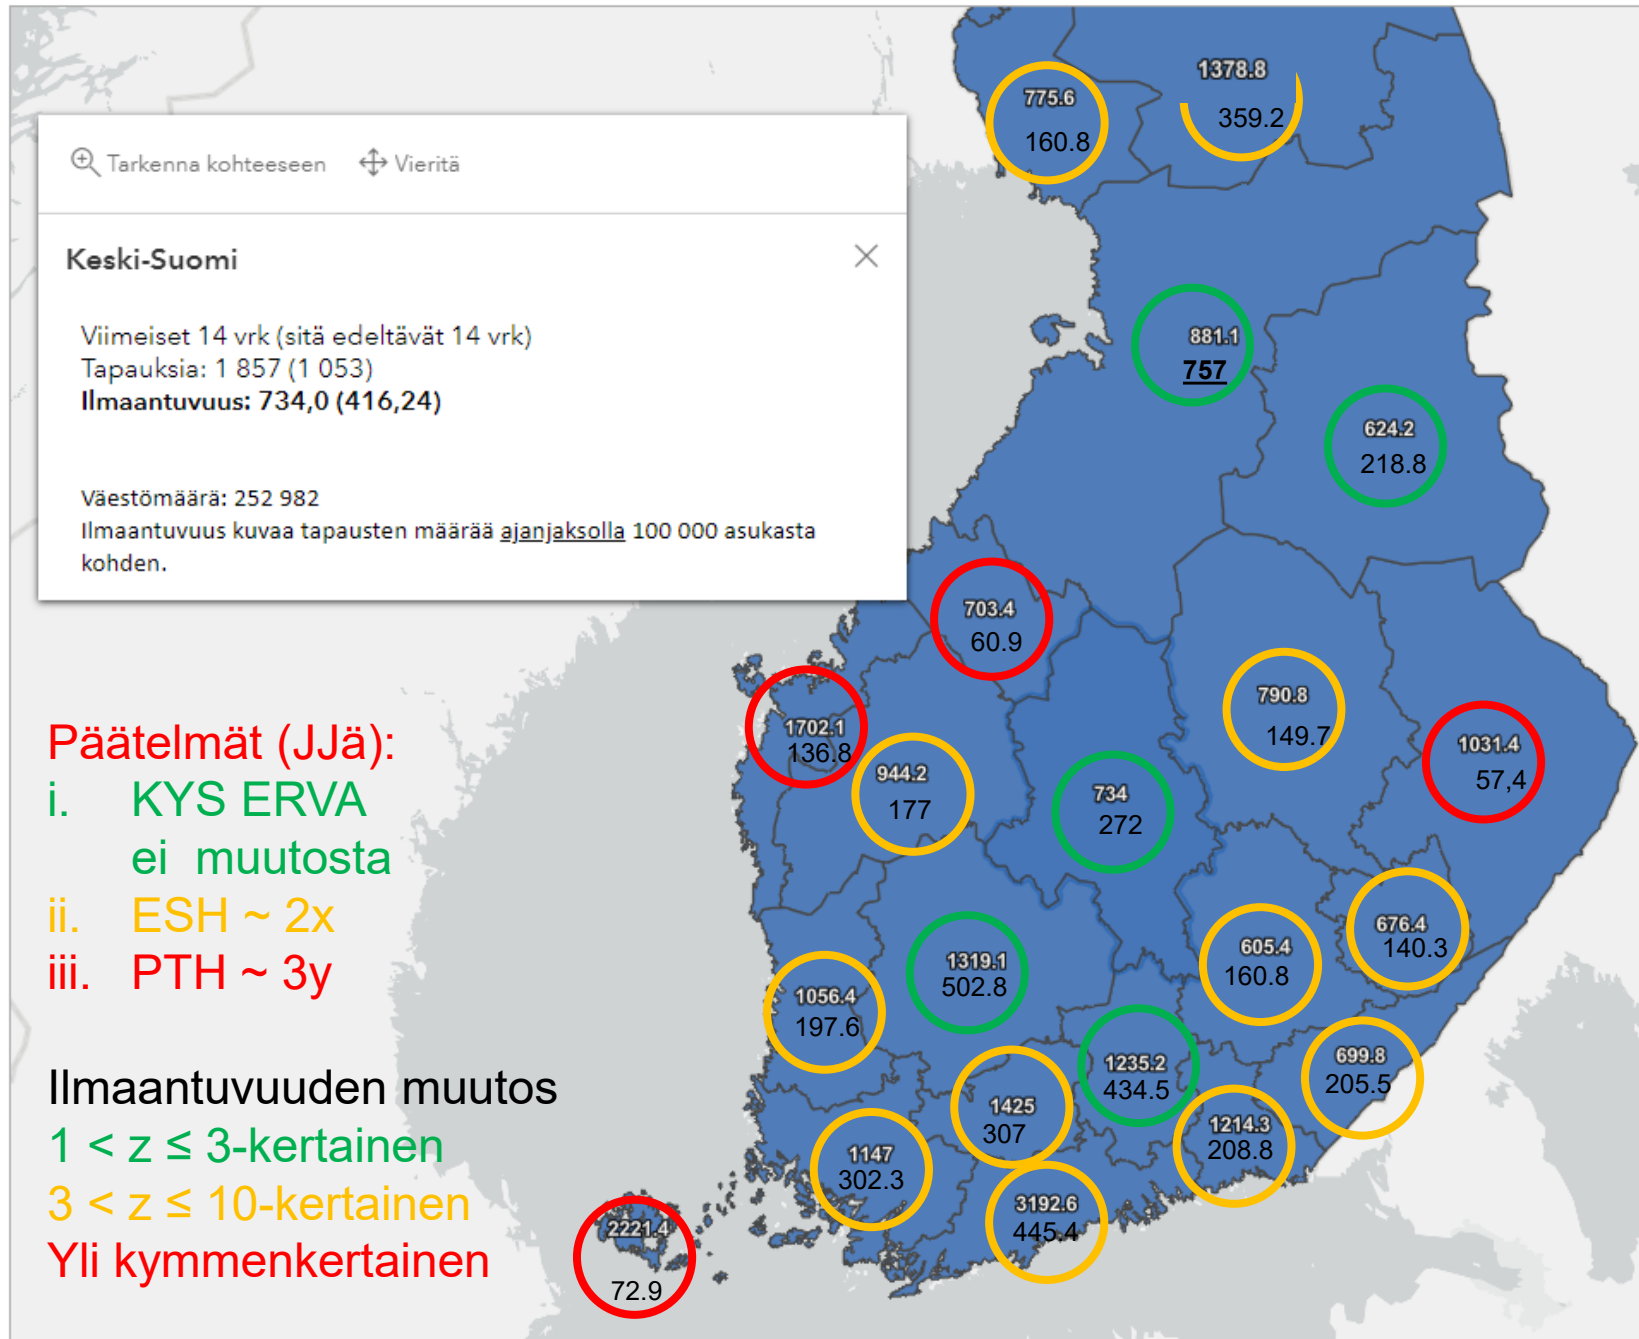 Tarkenna kohteeseen Vieritä
Keski-Suomi
Viimeiset 14 vrk (sitä edeltävät 14 vrk)
Tapauksia: 1 857 (1 053)
Ilmaantuvuus: 734,0 (416,24)
Väestömäärä: 252 982
Ilmaantuvuus kuvaa tapausten määrää ajanjaksolla 100 000 asukasta
kohden.
1378.8
359.2
775.6
160.8
881.1
757
624.2
218.8
703.4
60.9
790.8
149.7
1702.1
136.8
1031.4
57,4
944.2
177
734
272
676.4
140.3
605.4
160.8
1319.1
502.8
1056.4
197.6
699.8
205.5
1235.2
434.5
1425
307
1214.3
208.8
1147
302.3
3192.6
445.4
2221.4
72.9
Päätelmät (JJä):
i. KYS ERVA
ei muutosta
ii. ESH ~ 2x
iii. PTH ~ 3y
Ilmaantuvuuden muutos
1 < z ≤ 3-kertainen
3 < z ≤ 10-kertainen
Yli kymmenkertainen